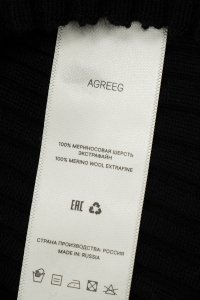 AGREEG
100% МЕРИНОСОВАЯ ШЕРСТЬ
ЭКСТРАФАЙН
100% MERINO WOOL EXTRAFINE
EAC
СТРАНА ПРОИЗВОДСТВА: РОССИЯ
MADE IN RUSSIA